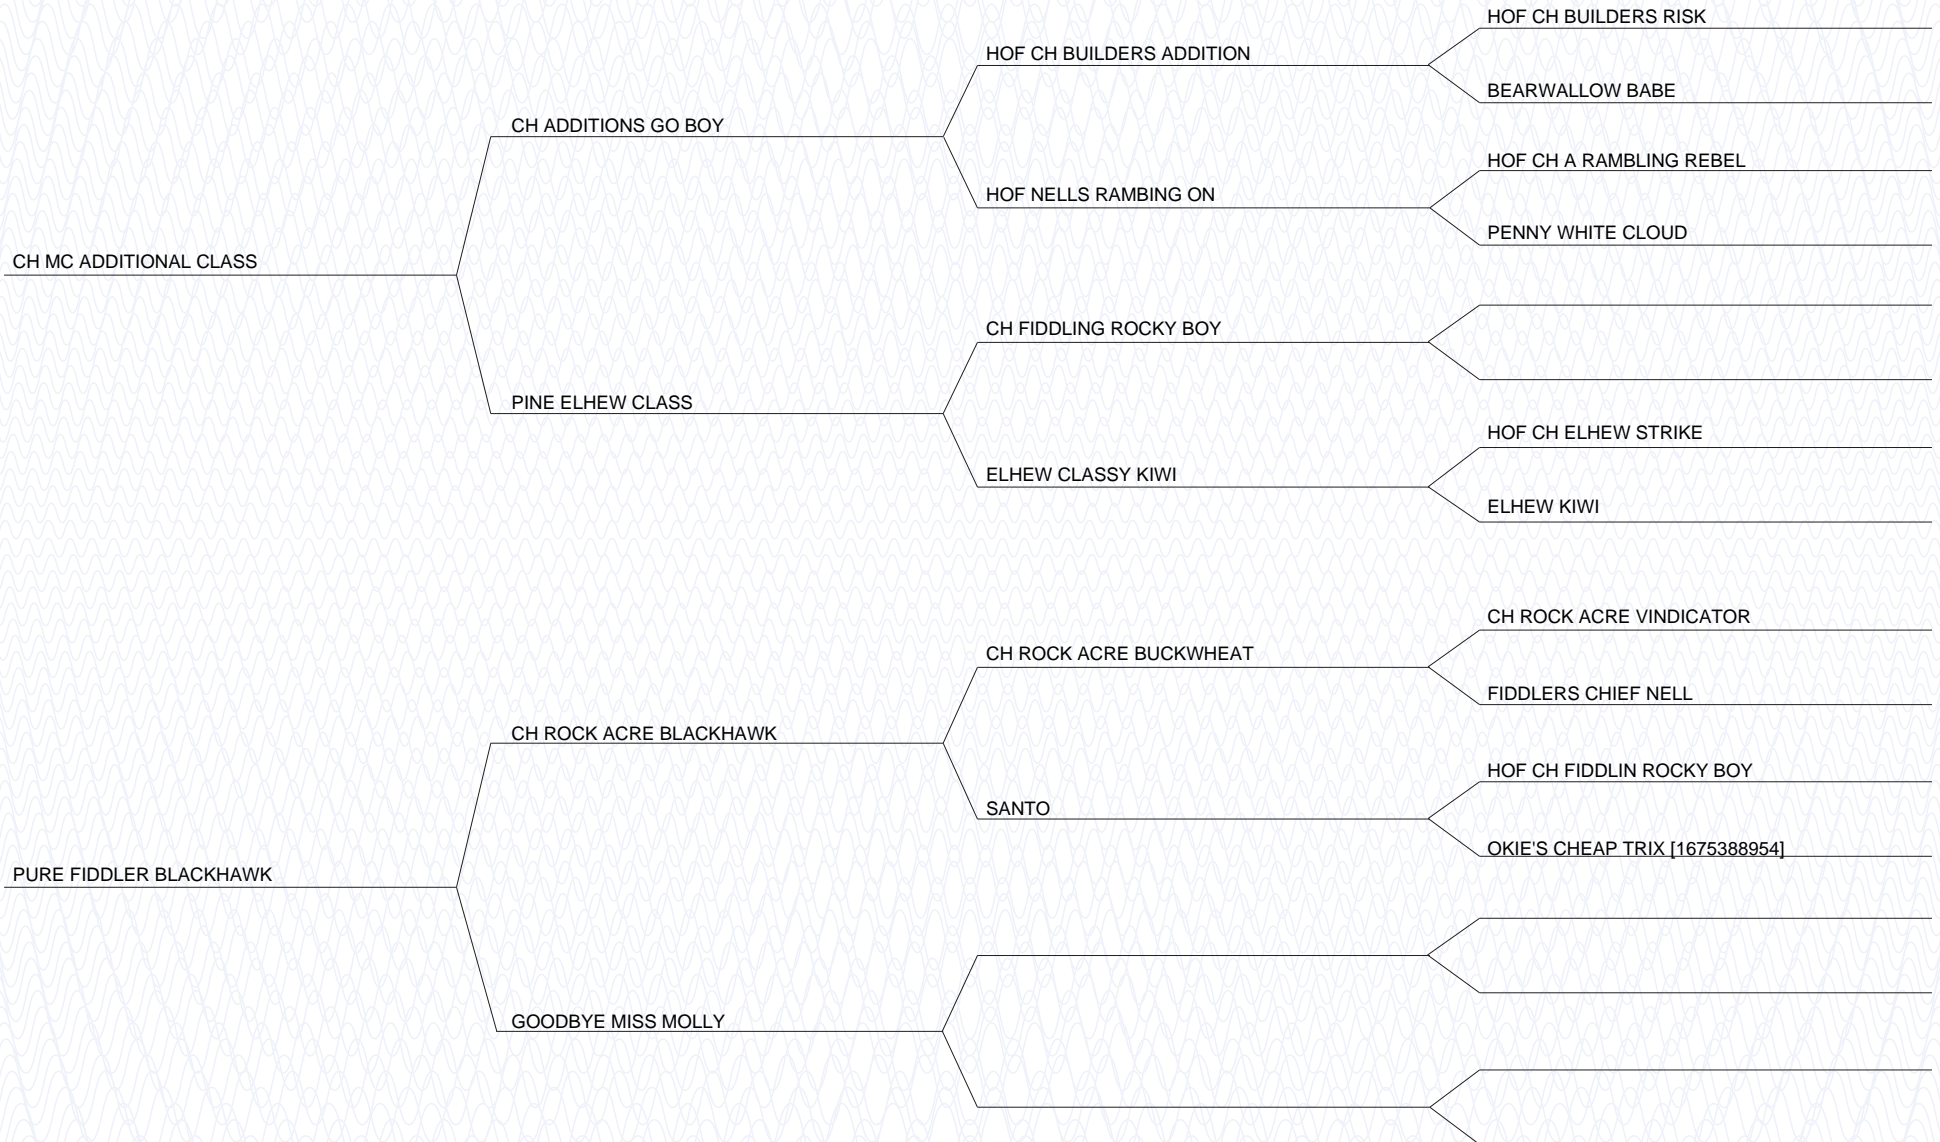 HOF CH BUILDERS RISK
HOF CH BUILDERS ADDITION
BEARWALLOW BABE
CH ADDITIONS GO BOY
HOF CH A RAMBLING REBEL
HOF NELLS RAMBING ON
PENNY WHITE CLOUD
CH MC ADDITIONAL CLASS
CH FIDDLING ROCKY BOY
PINE ELHEW CLASS
HOF CH ELHEW STRIKE
ELHEW CLASSY KIWI
ELHEW KIWI
CH ROCK ACRE VINDICATOR
CH ROCK ACRE BUCKWHEAT
FIDDLERS CHIEF NELL
CH ROCK ACRE BLACKHAWK
HOF CH FIDDLIN ROCKY BOY
SANTO
OKIE'S CHEAP TRIX [1675388954]
PURE FIDDLER BLACKHAWK
GOODBYE MISS MOLLY